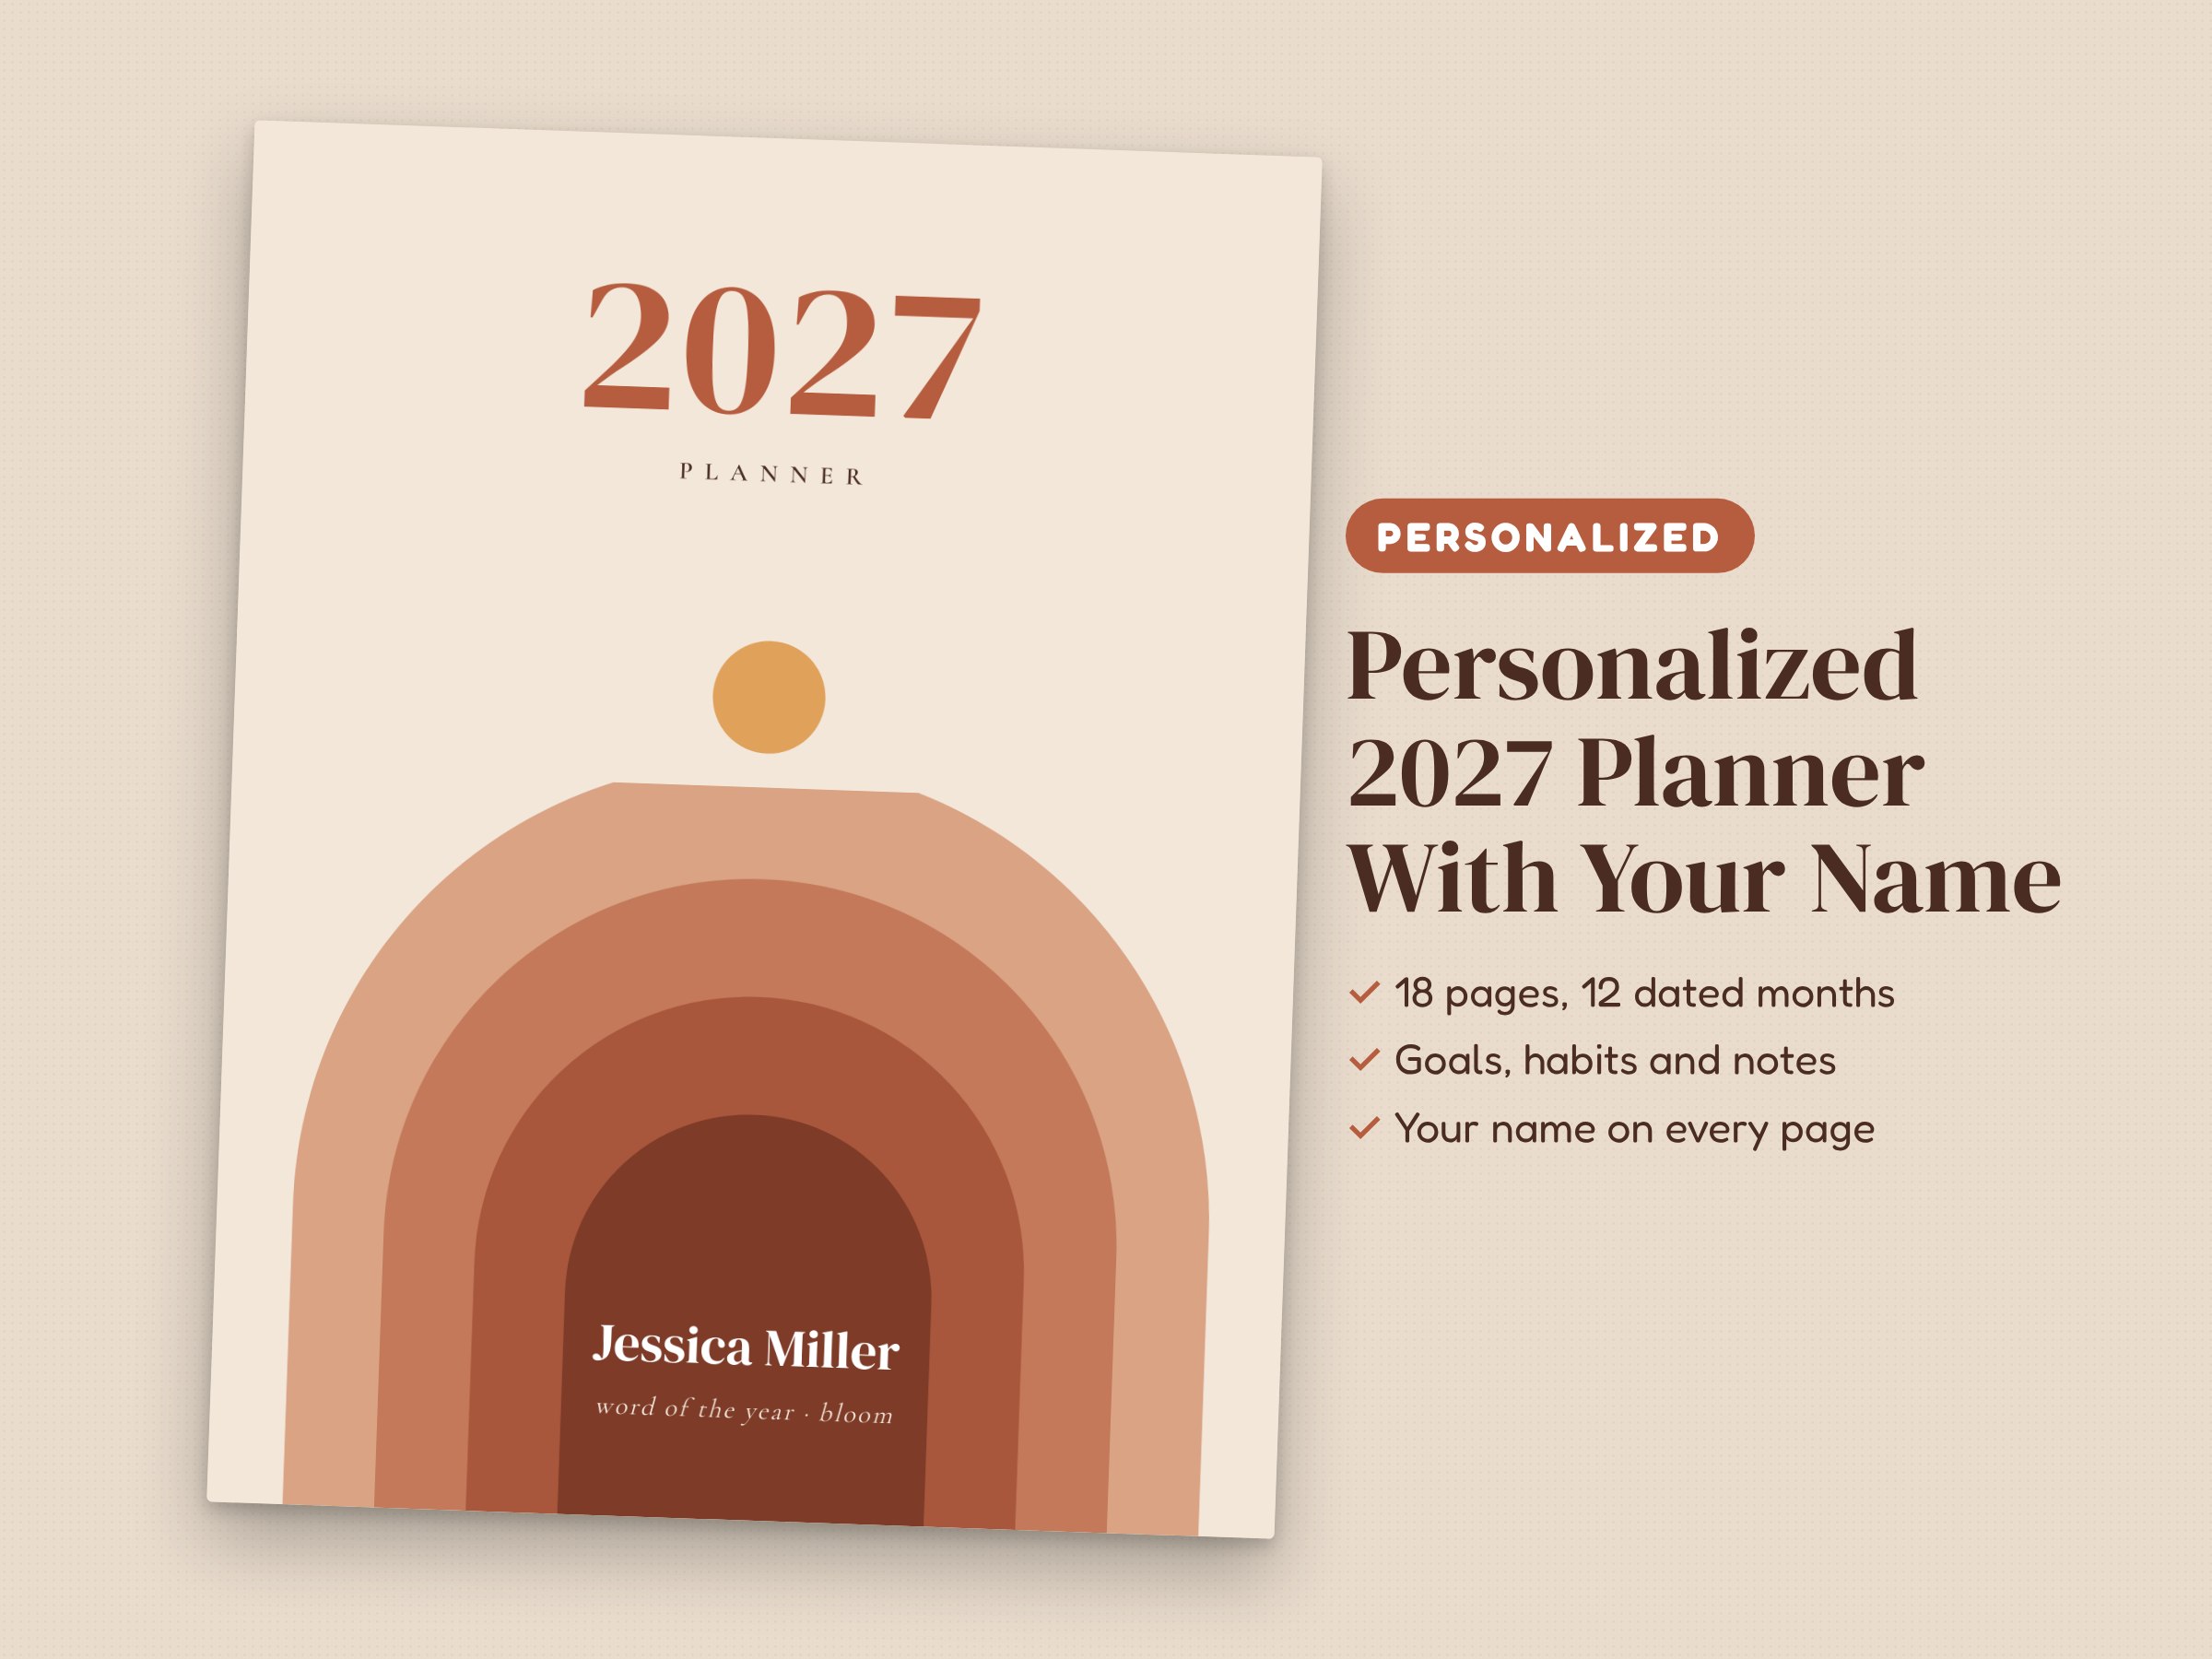 2027
PLANNER
Jessica Miller
word of the year · bloom
PERSONALIZED
Personalized
2027 Planner
With Your Name
18 pages, 12 dated months
Goals, habits and notes
Your name on every page